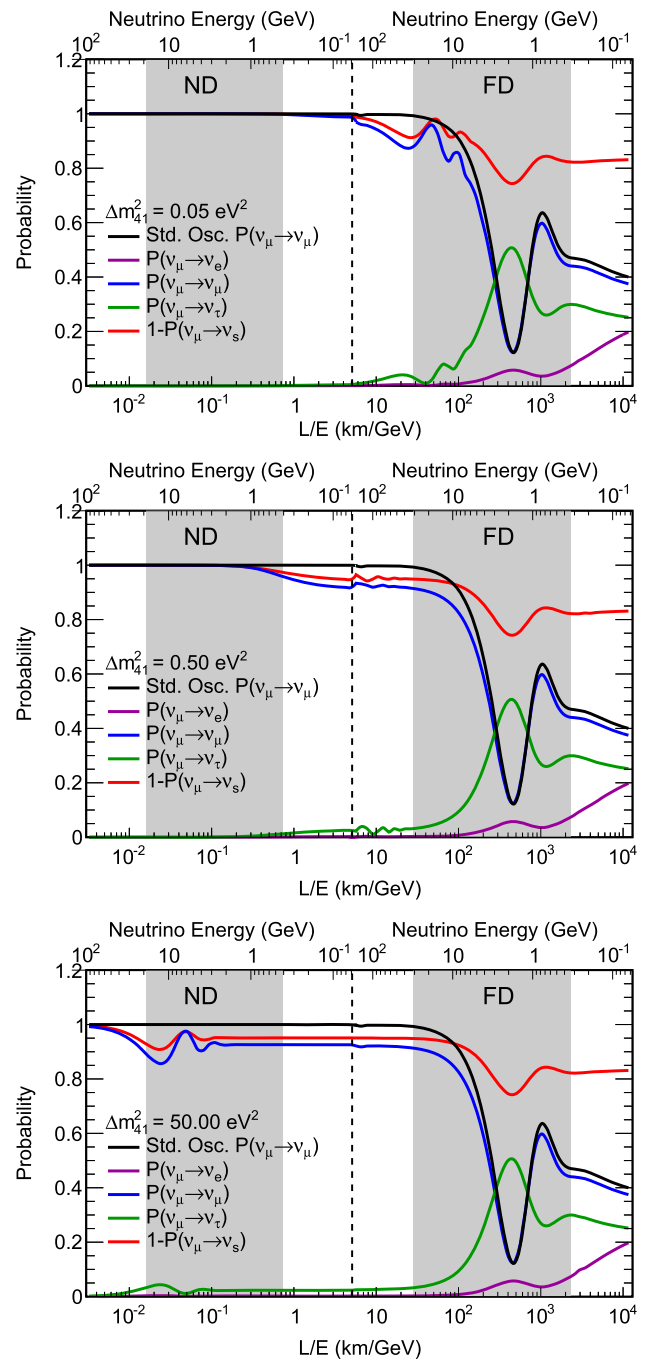 Neutrino Energy (GeV) Neutrino Energy (GeV)
10² 10 1 10⁻¹ 10² 10 1 10⁻¹
1.2
ND FD
1
0.8
Probability
0.6
Δm²₄₁ = 0.05 eV²
Std. Osc. P(νμ→νμ)
P(νμ→νe)
0.4
P(νμ→νμ)
P(νμ→ντ)
0.2
1-P(νμ→νs)
0
10⁻² 10⁻¹ 1 10 10² 10³ 10⁴
L/E (km/GeV)
Neutrino Energy (GeV) Neutrino Energy (GeV)
10² 10 1 10⁻¹ 10² 10 1 10⁻¹
1.2
ND FD
1
0.8
Probability
0.6
Δm²₄₁ = 0.50 eV²
Std. Osc. P(νμ→νμ)
P(νμ→νe)
0.4
P(νμ→νμ)
P(νμ→ντ)
0.2
1-P(νμ→νs)
0
10⁻² 10⁻¹ 1 10 10² 10³ 10⁴
L/E (km/GeV)
Neutrino Energy (GeV) Neutrino Energy (GeV)
10² 10 1 10⁻¹ 10² 10 1 10⁻¹
1.2
ND FD
1
0.8
Probability
0.6
Δm²₄₁ = 50.00 eV²
Std. Osc. P(νμ→νμ)
P(νμ→νe)
0.4
P(νμ→νμ)
P(νμ→ντ)
0.2
1-P(νμ→νs)
0
10⁻² 10⁻¹ 1 10 10² 10³ 10⁴
L/E (km/GeV)